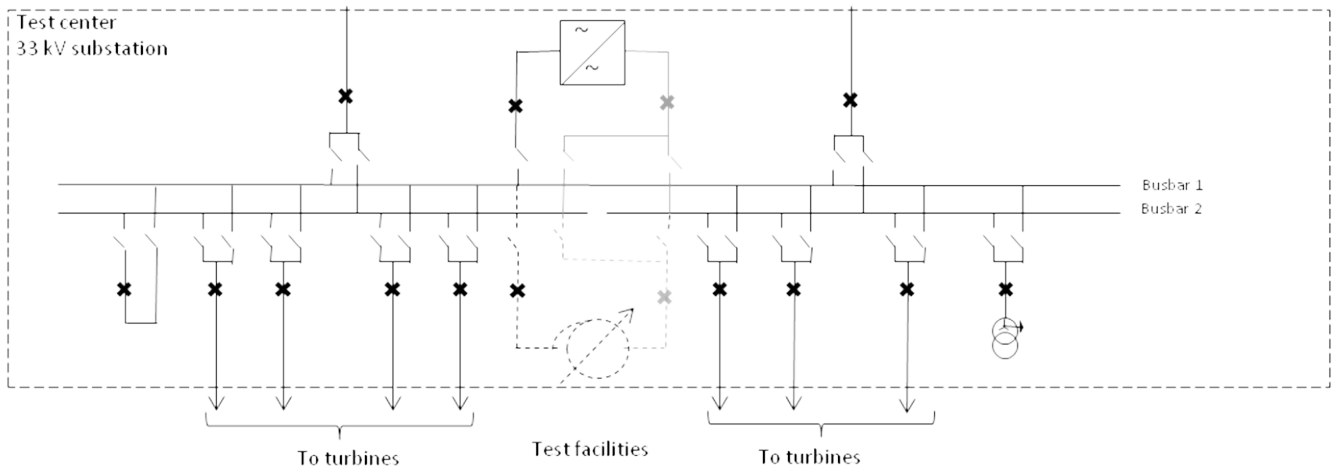 Test center
33 kV substation
~
~
Busbar 1
Busbar 2
To turbines
Test facilities
To turbines